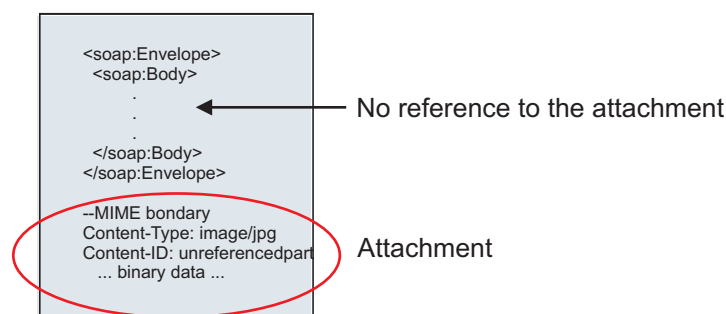 <soap:Envelope>
<soap:Body>
.
.
.
No reference to the attachment
</soap:Body>
</soap:Envelope>
--MIME bondary
Content-Type: image/jpg
Content-ID: unreferencedpart
... binary data ...
Attachment